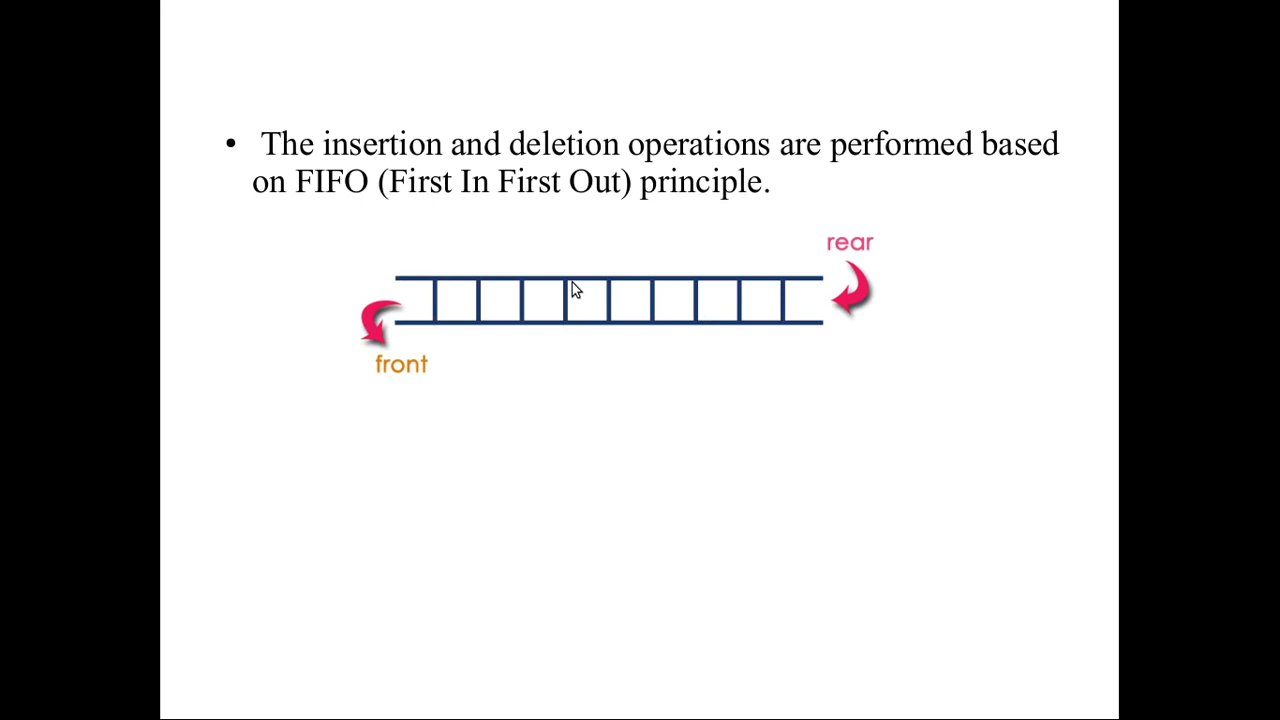 • The insertion and deletion operations are performed based
on FIFO (First In First Out) principle.
rear
front